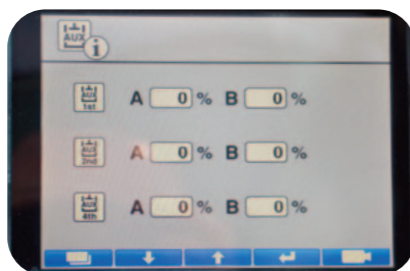 AUX i
AUX 1st A 0 % B 0 %
AUX 2nd A 0 % B 0 %
AUX 4th A 0 % B 0 %